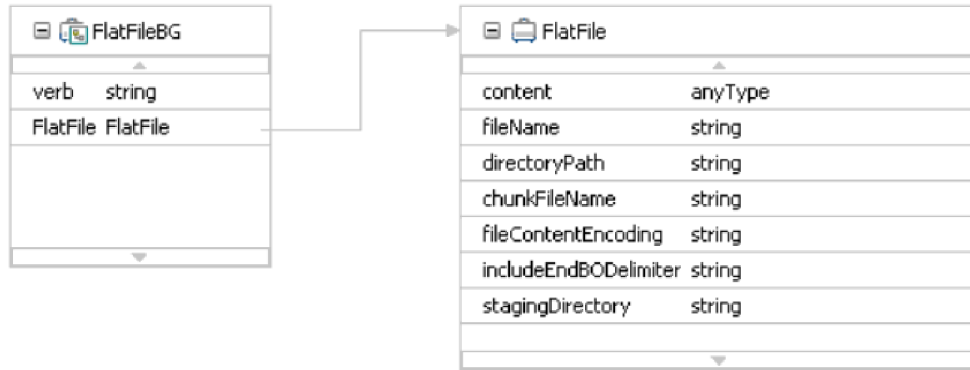 FlatFileBG
verb string
FlatFile FlatFile
FlatFile
content anyType
fileName string
directoryPath string
chunkFileName string
fileContentEncoding string
includeEndBODelimiter string
stagingDirectory string